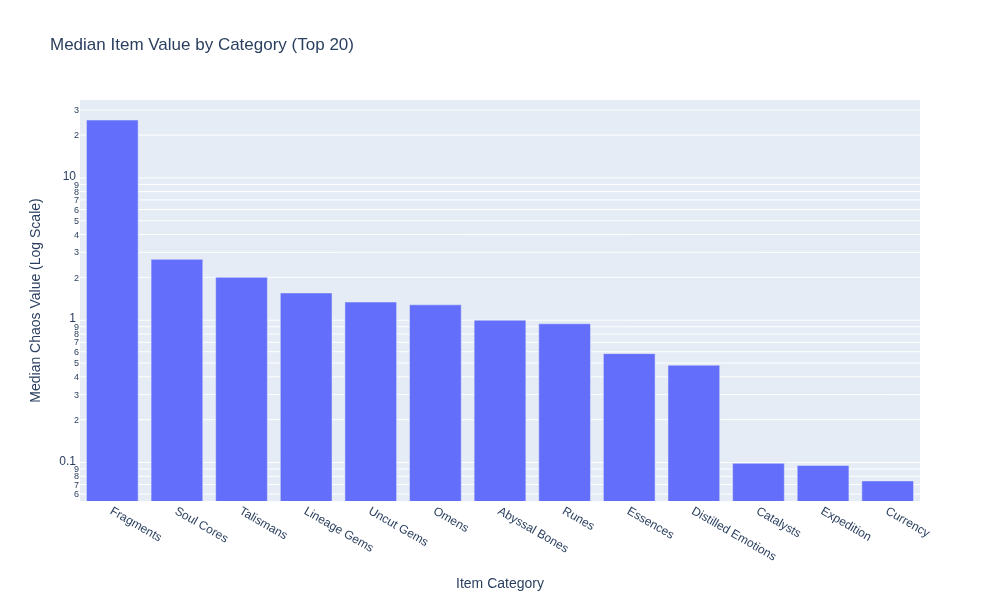 Median Item Value by Category (Top 20)
3
2
10
9
8
7
6
5
4
3
2
1
9
8
7
6
5
4
3
2
0.1
9
8
7
6
Median Chaos Value (Log Scale)
Fragments
Soul Cores
Talismans
Lineage Gems
Uncut Gems
Omens
Abyssal Bones
Runes
Essences
Distilled Emotions
Catalysts
Expedition
Currency
Item Category